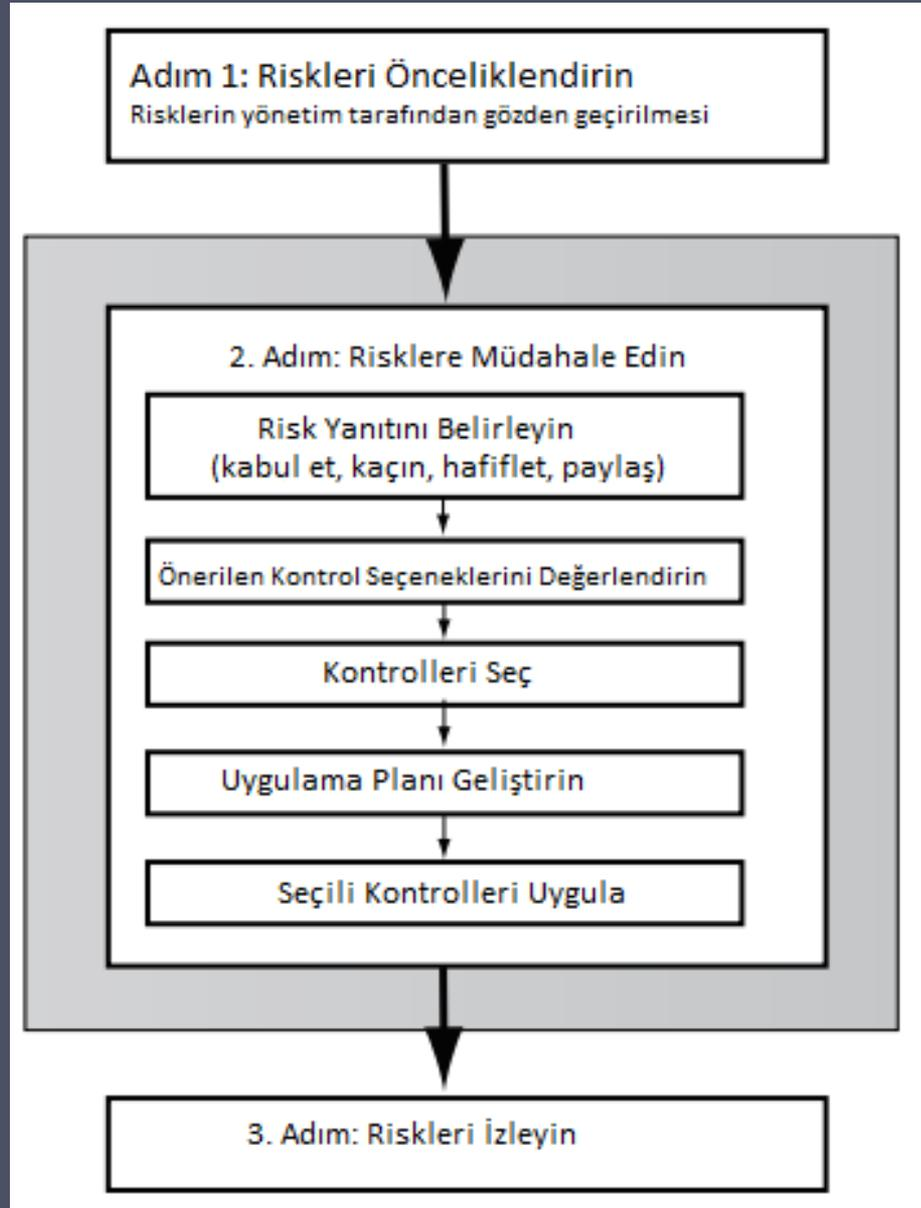 Adım 1: Riskleri Önceliklendirin
Risklerin yönetim tarafından gözden geçirilmesi
2. Adım: Risklere Müdahale Edin
Risk Yanıtını Belirleyin
(kabul et, kaçın, hafiflet, paylaş)
Önerilen Kontrol Seçeneklerini Değerlendirin
Kontrolleri Seç
Uygulama Planı Geliştirin
Seçili Kontrolleri Uygula
3. Adım: Riskleri İzleyin